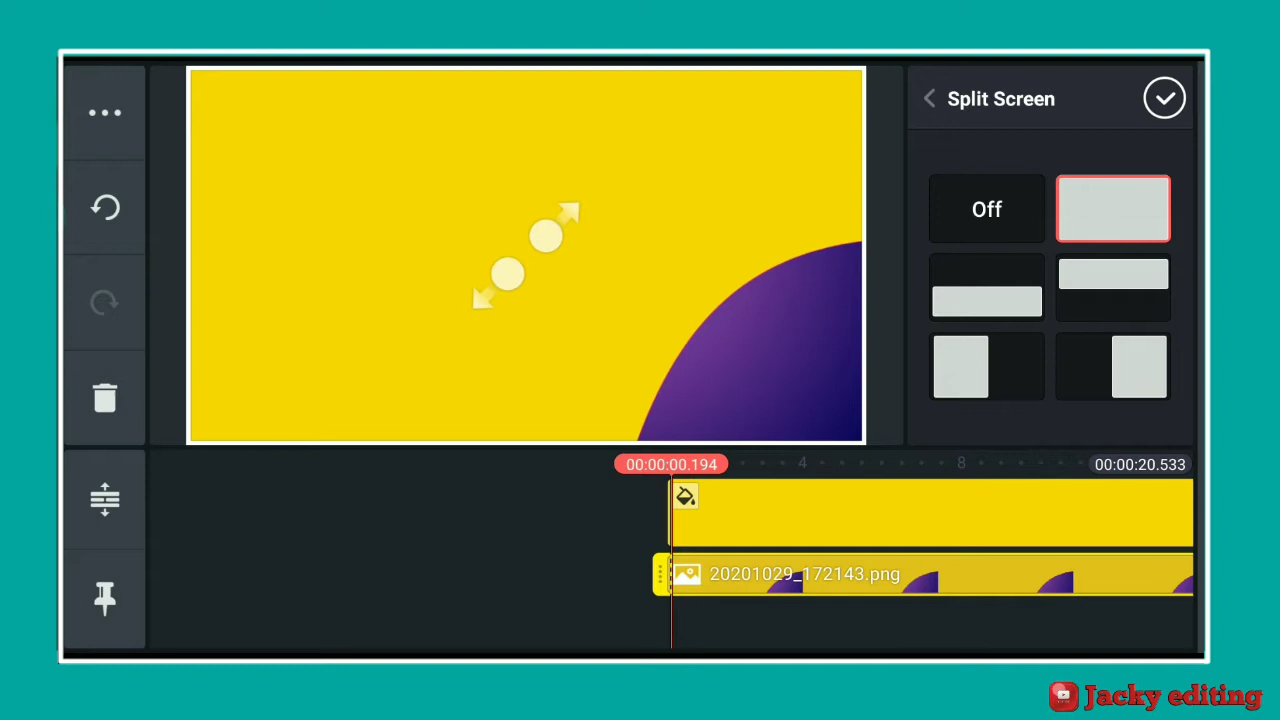 Split Screen
Off
00:00:00.194
4
8
00:00:20.533
20201029_172143.png
Jacky editing